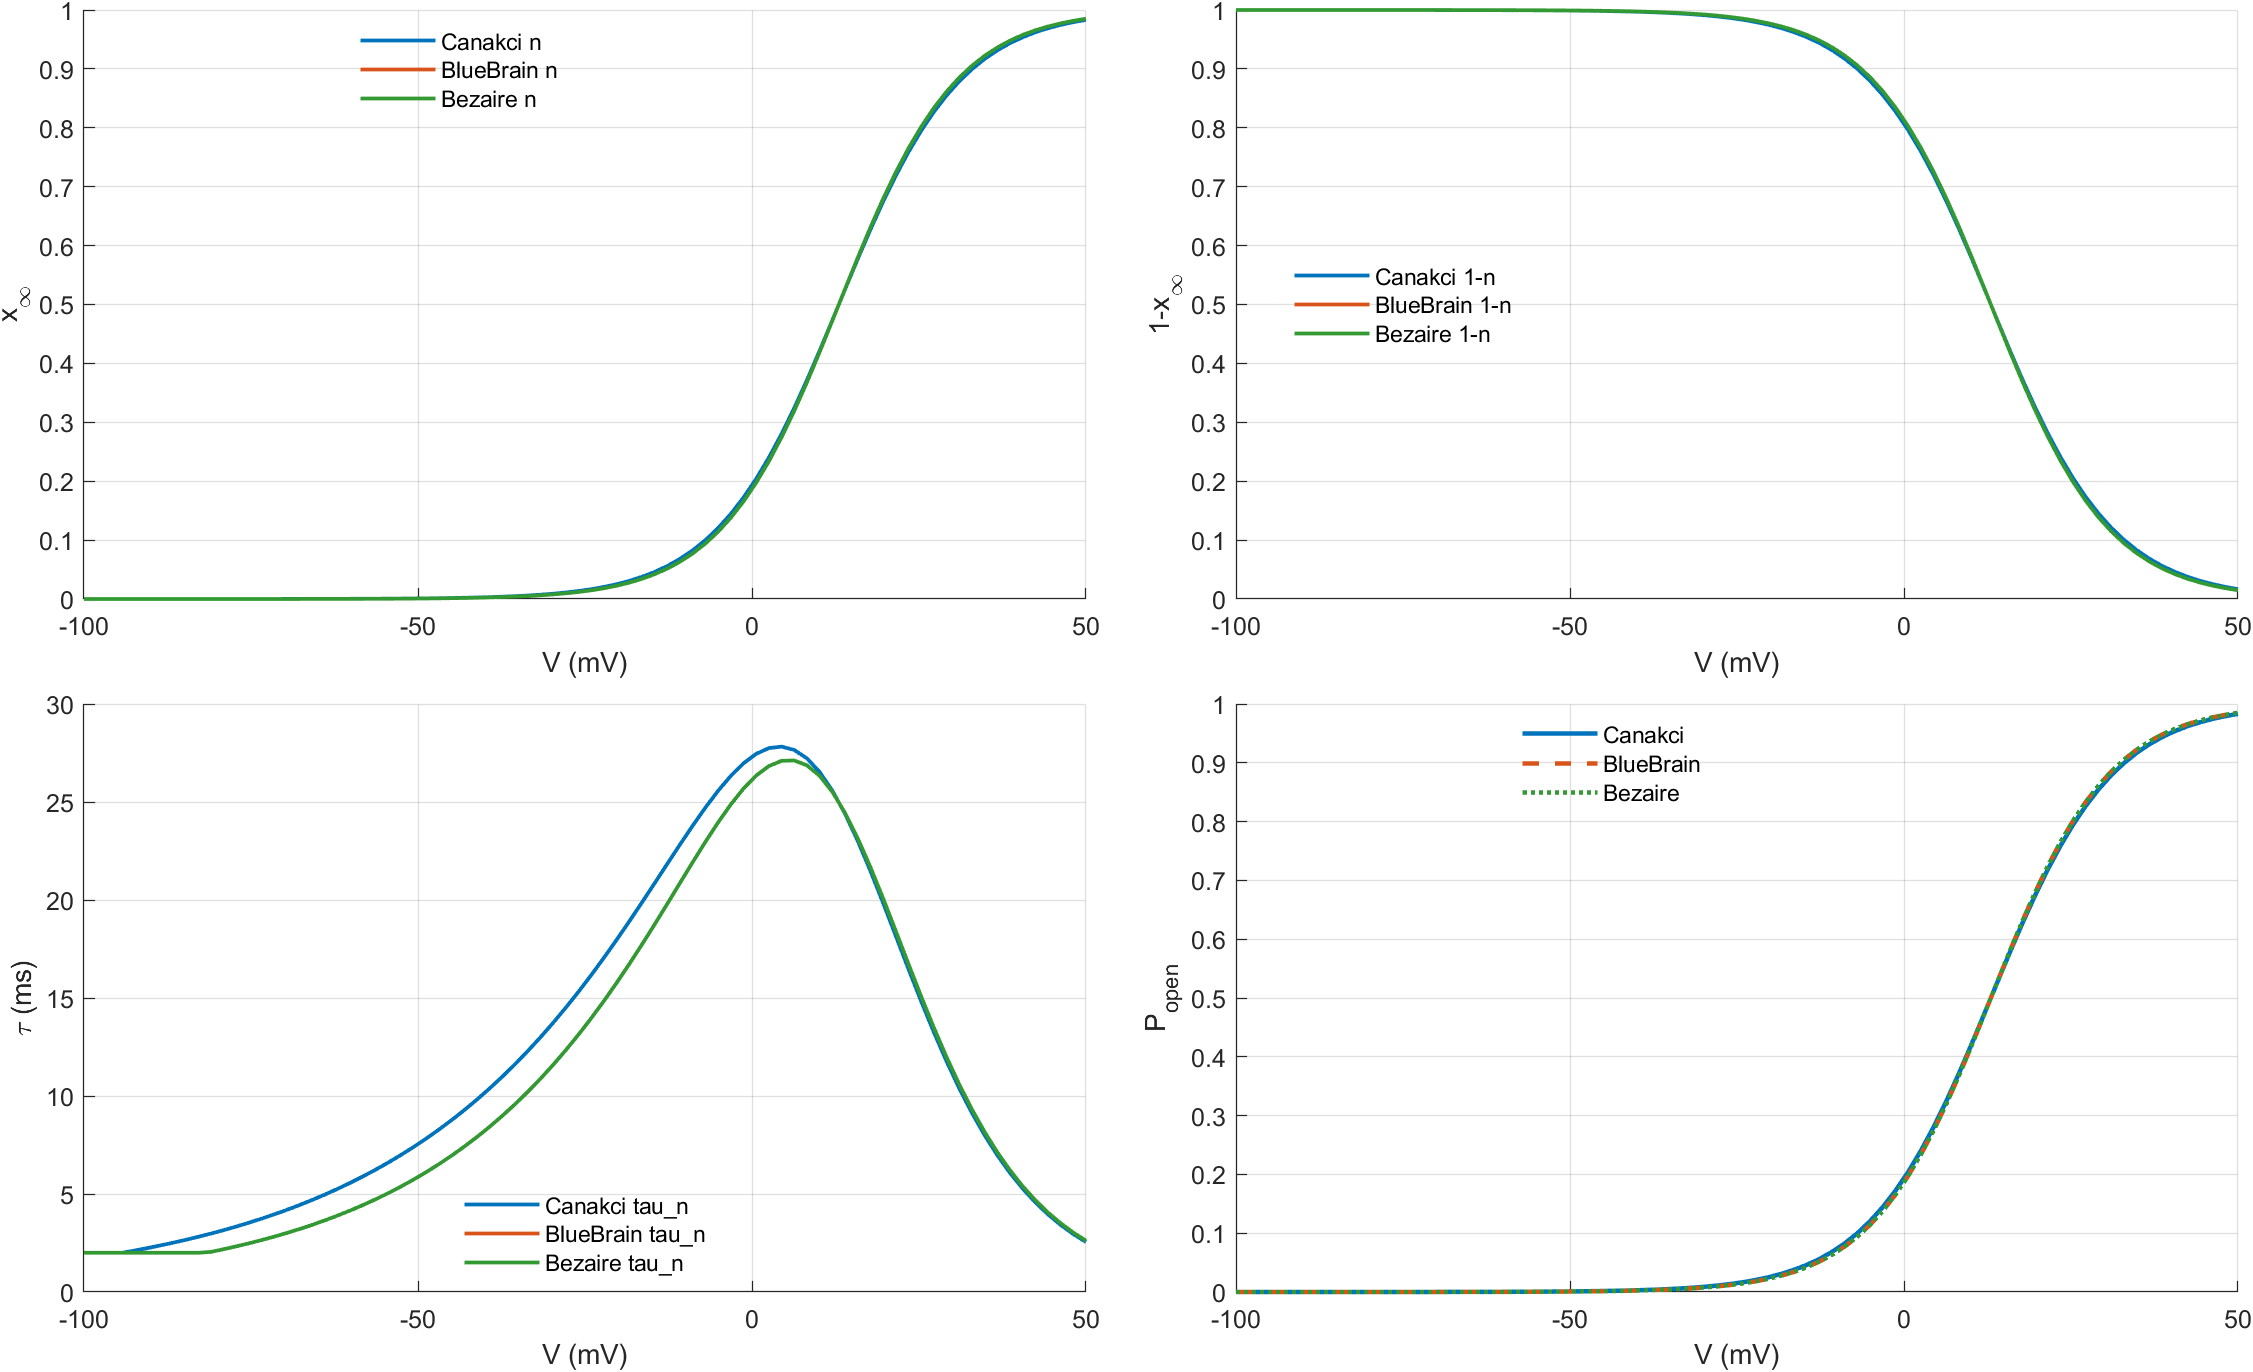 1
0.9
0.8
0.7
0.6
0.5
0.4
0.3
0.2
0.1
0
-100
-50
0
50
V (mV)
x∞
Canakci n
BlueBrain n
Bezaire n
1
0.9
0.8
0.7
0.6
0.5
0.4
0.3
0.2
0.1
0
-100
-50
0
50
V (mV)
1-x∞
Canakci 1-n
BlueBrain 1-n
Bezaire 1-n
30
25
20
15
10
5
0
-100
-50
0
50
V (mV)
τ (ms)
Canakci tau_n
BlueBrain tau_n
Bezaire tau_n
1
0.9
0.8
0.7
0.6
0.5
0.4
0.3
0.2
0.1
0
-100
-50
0
50
V (mV)
Popen
Canakci
BlueBrain
Bezaire